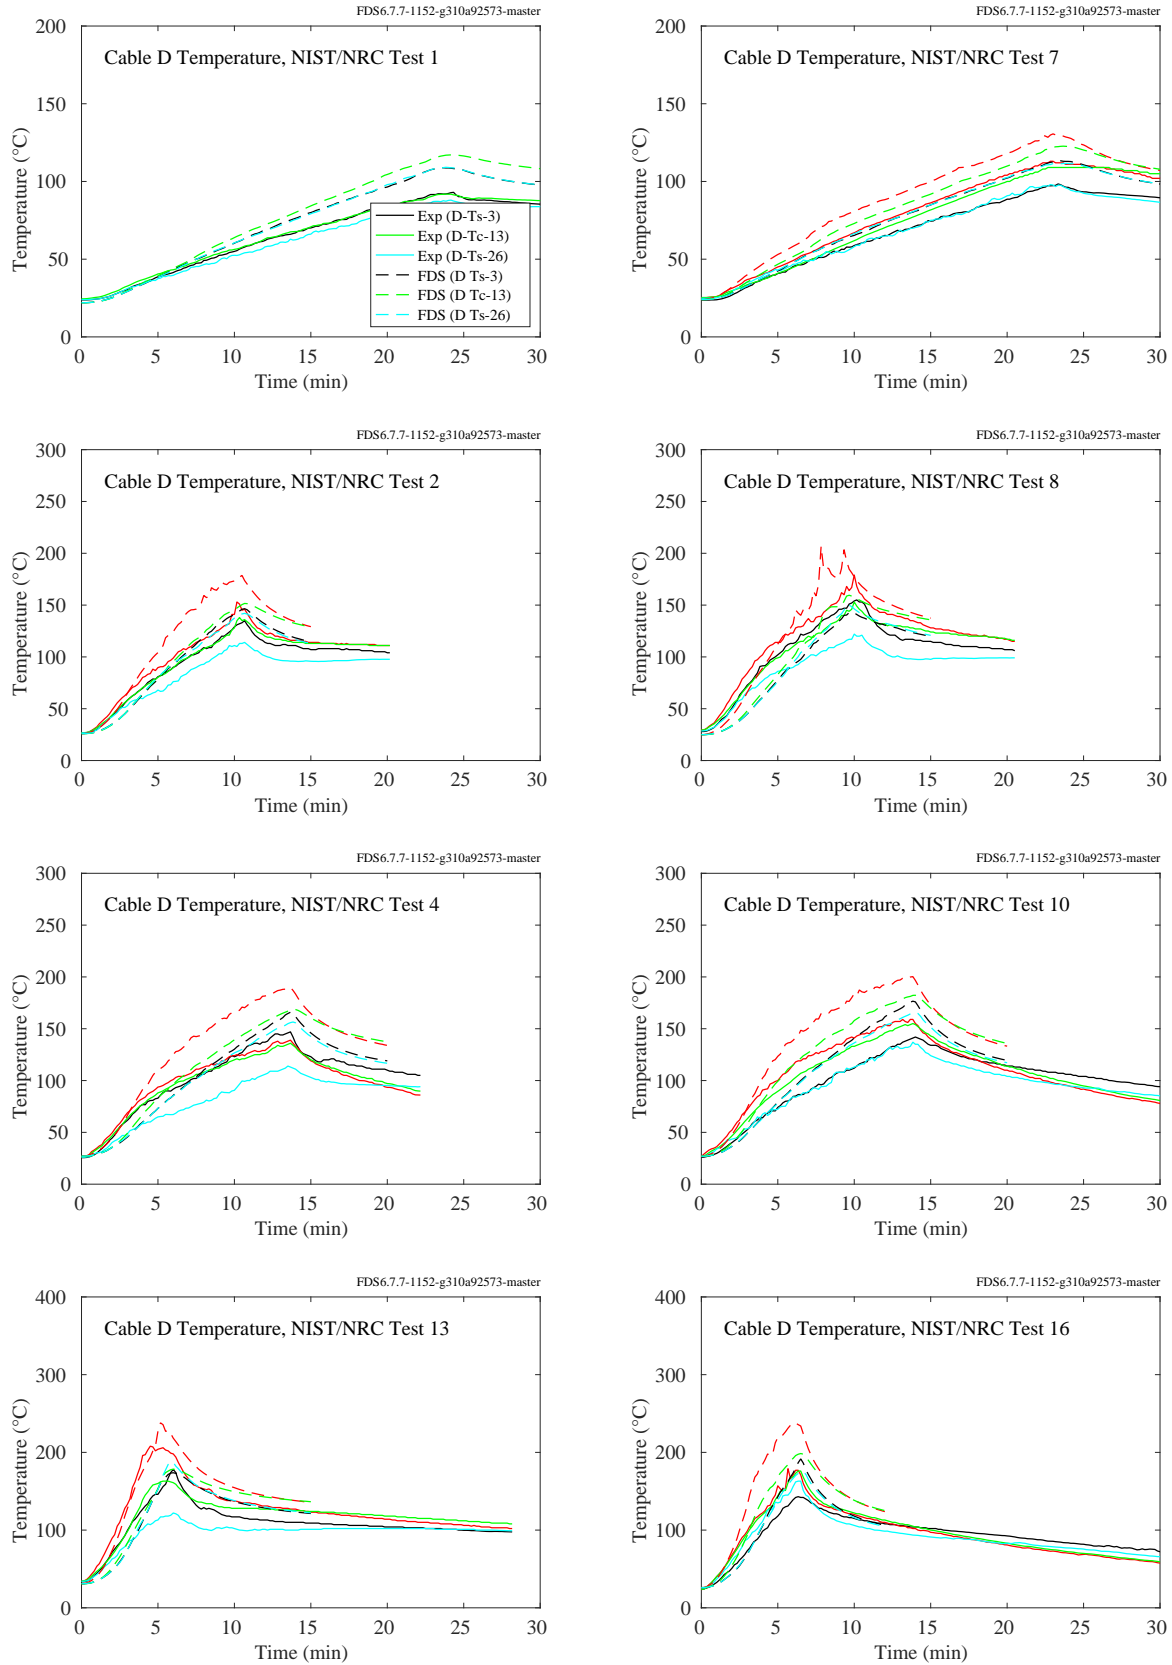 FDS6.7.7-1152-g310a92573-master
Cable D Temperature, NIST/NRC Test 1
Temperature (°C)
200
150
100
50
0
Exp (D-Ts-3)
Exp (D-Tc-13)
Exp (D-Ts-26)
FDS (D Ts-3)
FDS (D Tc-13)
FDS (D Ts-26)
0 5 10 15 20 25 30
Time (min)
FDS6.7.7-1152-g310a92573-master
Cable D Temperature, NIST/NRC Test 7
Temperature (°C)
200
150
100
50
0
0 5 10 15 20 25 30
Time (min)
FDS6.7.7-1152-g310a92573-master
Cable D Temperature, NIST/NRC Test 2
Temperature (°C)
300
250
200
150
100
50
0
0 5 10 15 20 25 30
Time (min)
FDS6.7.7-1152-g310a92573-master
Cable D Temperature, NIST/NRC Test 8
Temperature (°C)
300
250
200
150
100
50
0
0 5 10 15 20 25 30
Time (min)
FDS6.7.7-1152-g310a92573-master
Cable D Temperature, NIST/NRC Test 4
Temperature (°C)
300
250
200
150
100
50
0
0 5 10 15 20 25 30
Time (min)
FDS6.7.7-1152-g310a92573-master
Cable D Temperature, NIST/NRC Test 10
Temperature (°C)
300
250
200
150
100
50
0
0 5 10 15 20 25 30
Time (min)
FDS6.7.7-1152-g310a92573-master
Cable D Temperature, NIST/NRC Test 13
Temperature (°C)
400
300
200
100
0
0 5 10 15 20 25 30
Time (min)
FDS6.7.7-1152-g310a92573-master
Cable D Temperature, NIST/NRC Test 16
Temperature (°C)
400
300
200
100
0
0 5 10 15 20 25 30
Time (min)